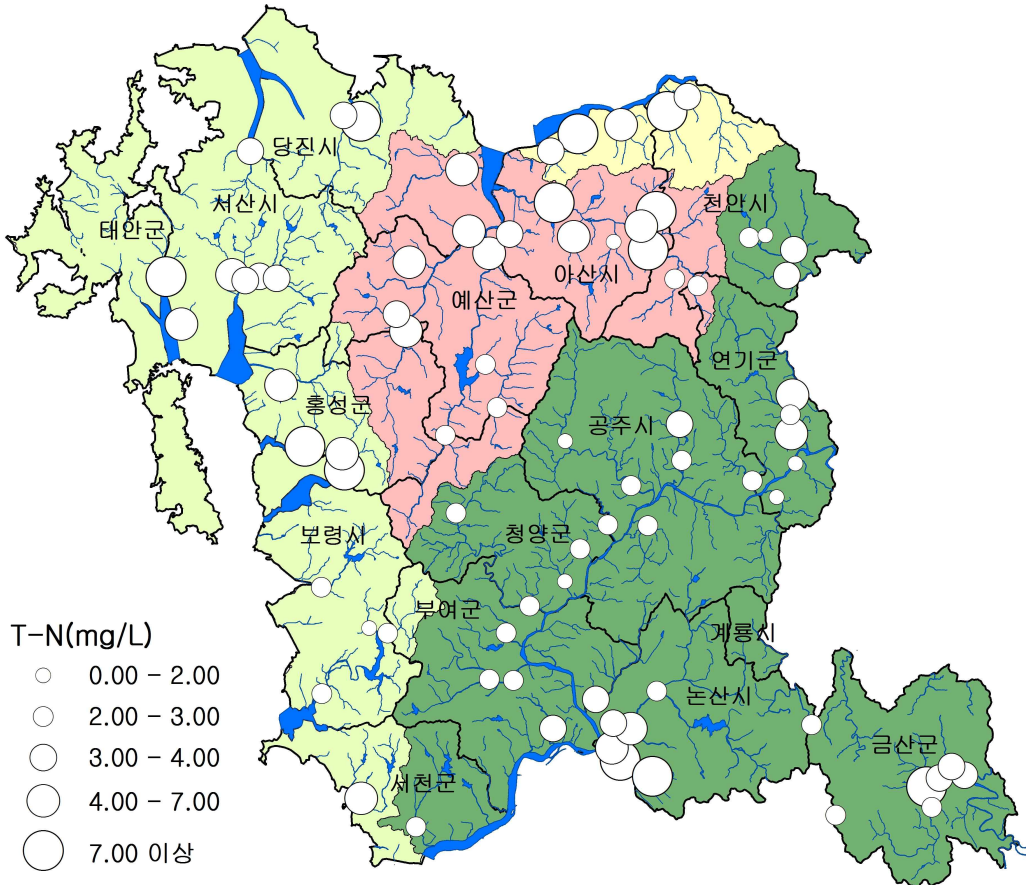 당진시
서산시
태안군
천안시
아산시
예산군
연기군
홍성군
공주시
청양군
보령시
부여군
계룡시
논산시
금산군
서천군
T-N(mg/L)
0.00 - 2.00
2.00 - 3.00
3.00 - 4.00
4.00 - 7.00
7.00 이상